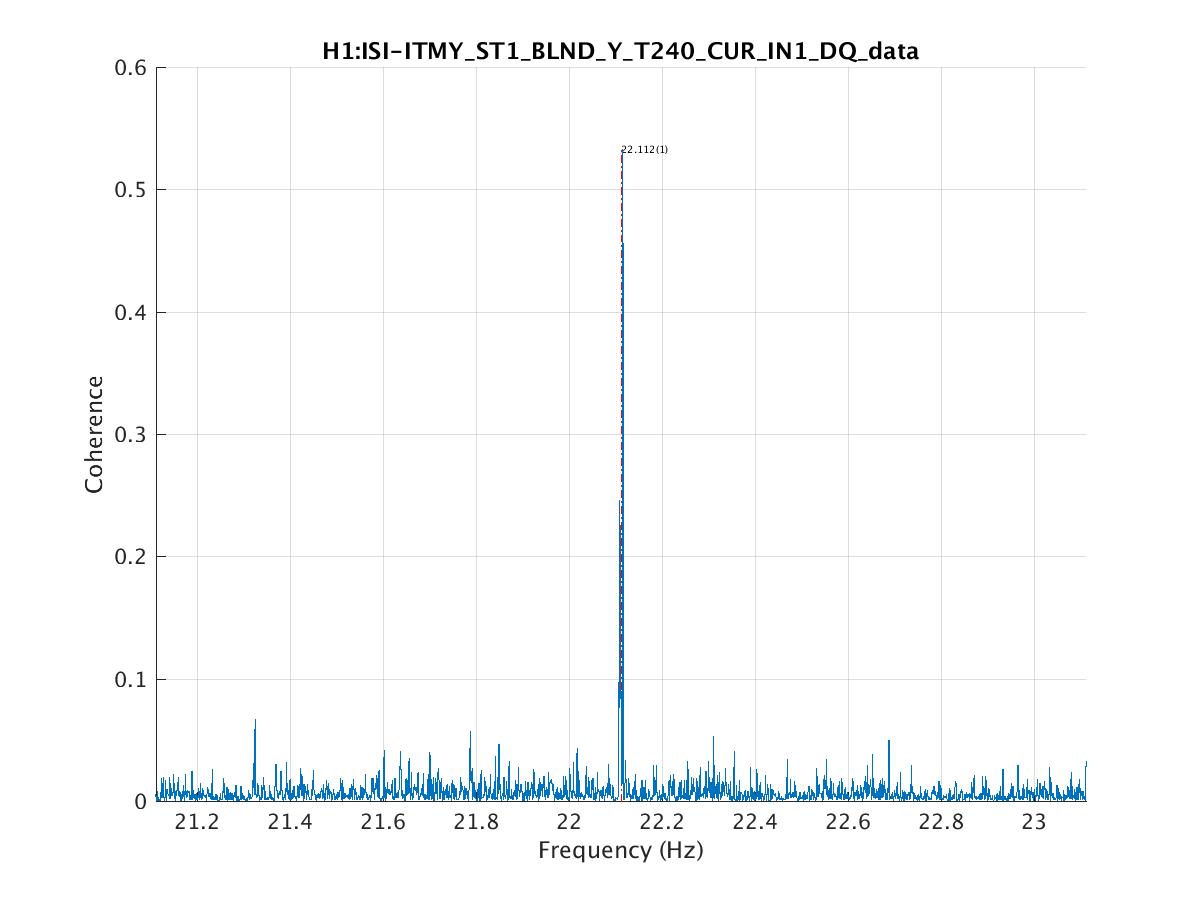 H1:ISI-ITMY_ST1_BLND_Y_T240_CUR_IN1_DQ_data
0.6
22.112(1)
0.5
0.4
0.3
0.2
0.1
0
Coherence
21.2 21.4 21.6 21.8 22 22.2 22.4 22.6 22.8 23
Frequency (Hz)